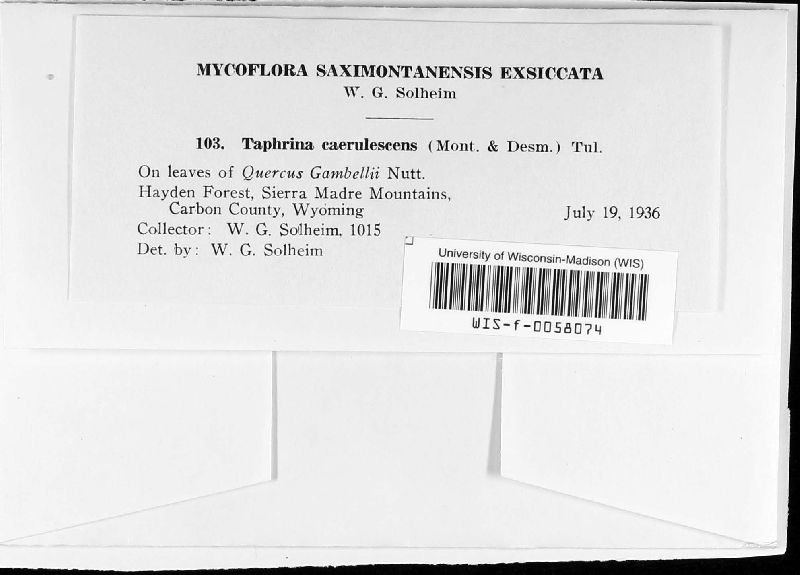 MYCOFLORA SAXIMONTANENSIS EXSICCATA
W. G. Solheim
103. Taphrina caerulescens (Mont. & Desm.) Tul.
On leaves of Quercus Gambellii Nutt.
Hayden Forest, Sierra Madre Mountains,
Carbon County, Wyoming July 19, 1936
Collector: W. G. Solheim, 1015
Det. by: W. G. Solheim
University of Wisconsin-Madison (WIS)
WIS-f-0058074